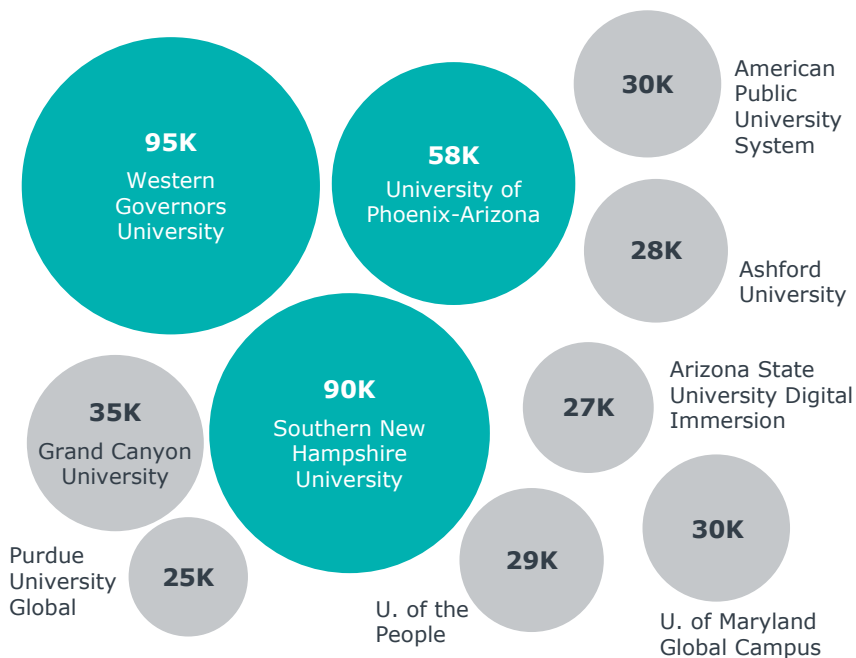 95K
Western
Governors
University
58K
University of
Phoenix-Arizona
30K
American
Public
University
System
28K
Ashford
University
90K
Southern New
Hampshire
University
35K
Grand Canyon
University
27K
Arizona State
University Digital
Immersion
25K
Purdue
University
Global
29K
U. of the
People
30K
U. of Maryland
Global Campus